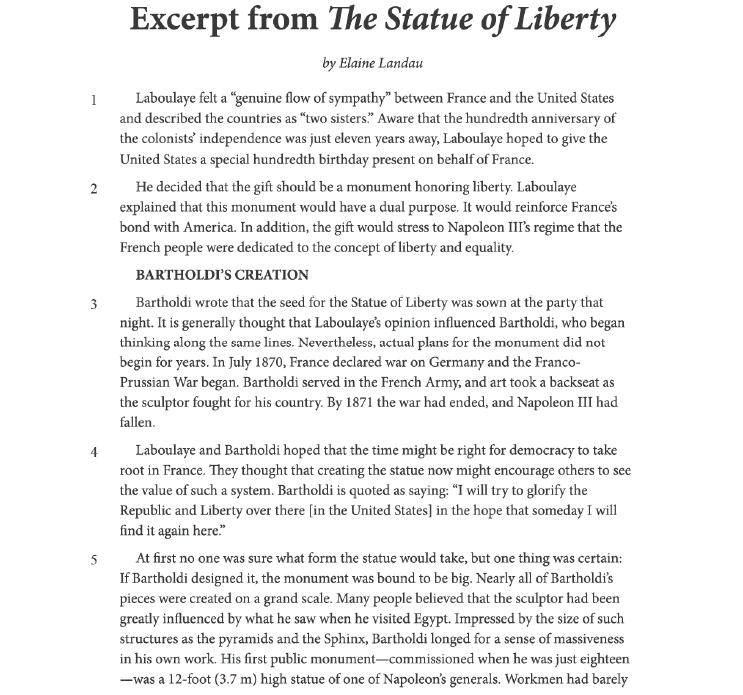 Excerpt from The Statue of Liberty
by Elaine Landau
1 Laboulaye felt a “genuine flow of sympathy” between France and the United States
and described the countries as “two sisters.” Aware that the hundredth anniversary of
the colonists’ independence was just eleven years away, Laboulaye hoped to give the
United States a special hundredth birthday present on behalf of France.
2 He decided that the gift should be a monument honoring liberty. Laboulaye
explained that this monument would have a dual purpose. It would reinforce France’s
bond with America. In addition, the gift would stress to Napoleon III’s regime that the
French people were dedicated to the concept of liberty and equality.
BARTHOLDI’S CREATION
3 Bartholdi wrote that the seed for the Statue of Liberty was sown at the party that
night. It is generally thought that Laboulaye’s opinion influenced Bartholdi, who began
thinking along the same lines. Nevertheless, actual plans for the monument did not
begin for years. In July 1870, France declared war on Germany and the Franco-
Prussian War began. Bartholdi served in the French Army, and art took a backseat as
the sculptor fought for his country. By 1871 the war had ended, and Napoleon III had
fallen.
4 Laboulaye and Bartholdi hoped that the time might be right for democracy to take
root in France. They thought that creating the statue now might encourage others to see
the value of such a system. Bartholdi is quoted as saying: “I will try to glorify the
Republic and Liberty over there [in the United States] in the hope that someday I will
find it again here.”
5 At first no one was sure what form the statue would take, but one thing was certain:
If Bartholdi designed it, the monument was bound to be big. Nearly all of Bartholdi’s
pieces were created on a grand scale. Many people believed that the sculptor had been
greatly influenced by what he saw when he visited Egypt. Impressed by the size of such
structures as the pyramids and the Sphinx, Bartholdi longed for a sense of massiveness
in his own work. His first public monument—commissioned when he was just eighteen
—was a 12-foot (3.7 m) high statue of one of Napoleon’s generals. Workmen had barely